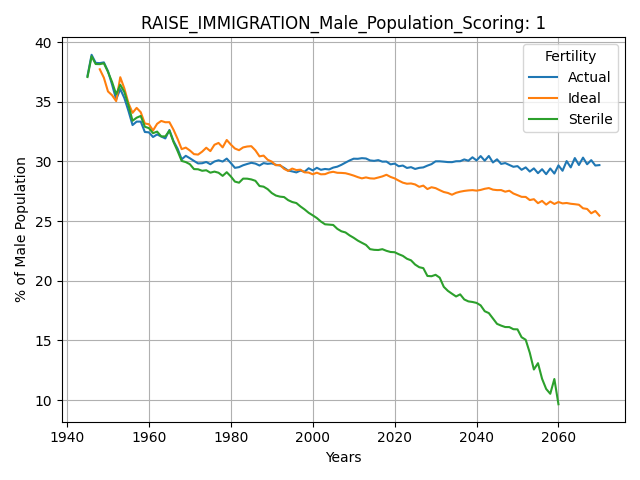 RAISE_IMMIGRATION_Male_Population_Scoring: 1
Fertility
Actual
Ideal
Sterile
% of Male Population
40
35
30
25
20
15
10
1940 1960 1980 2000 2020 2040 2060
Years